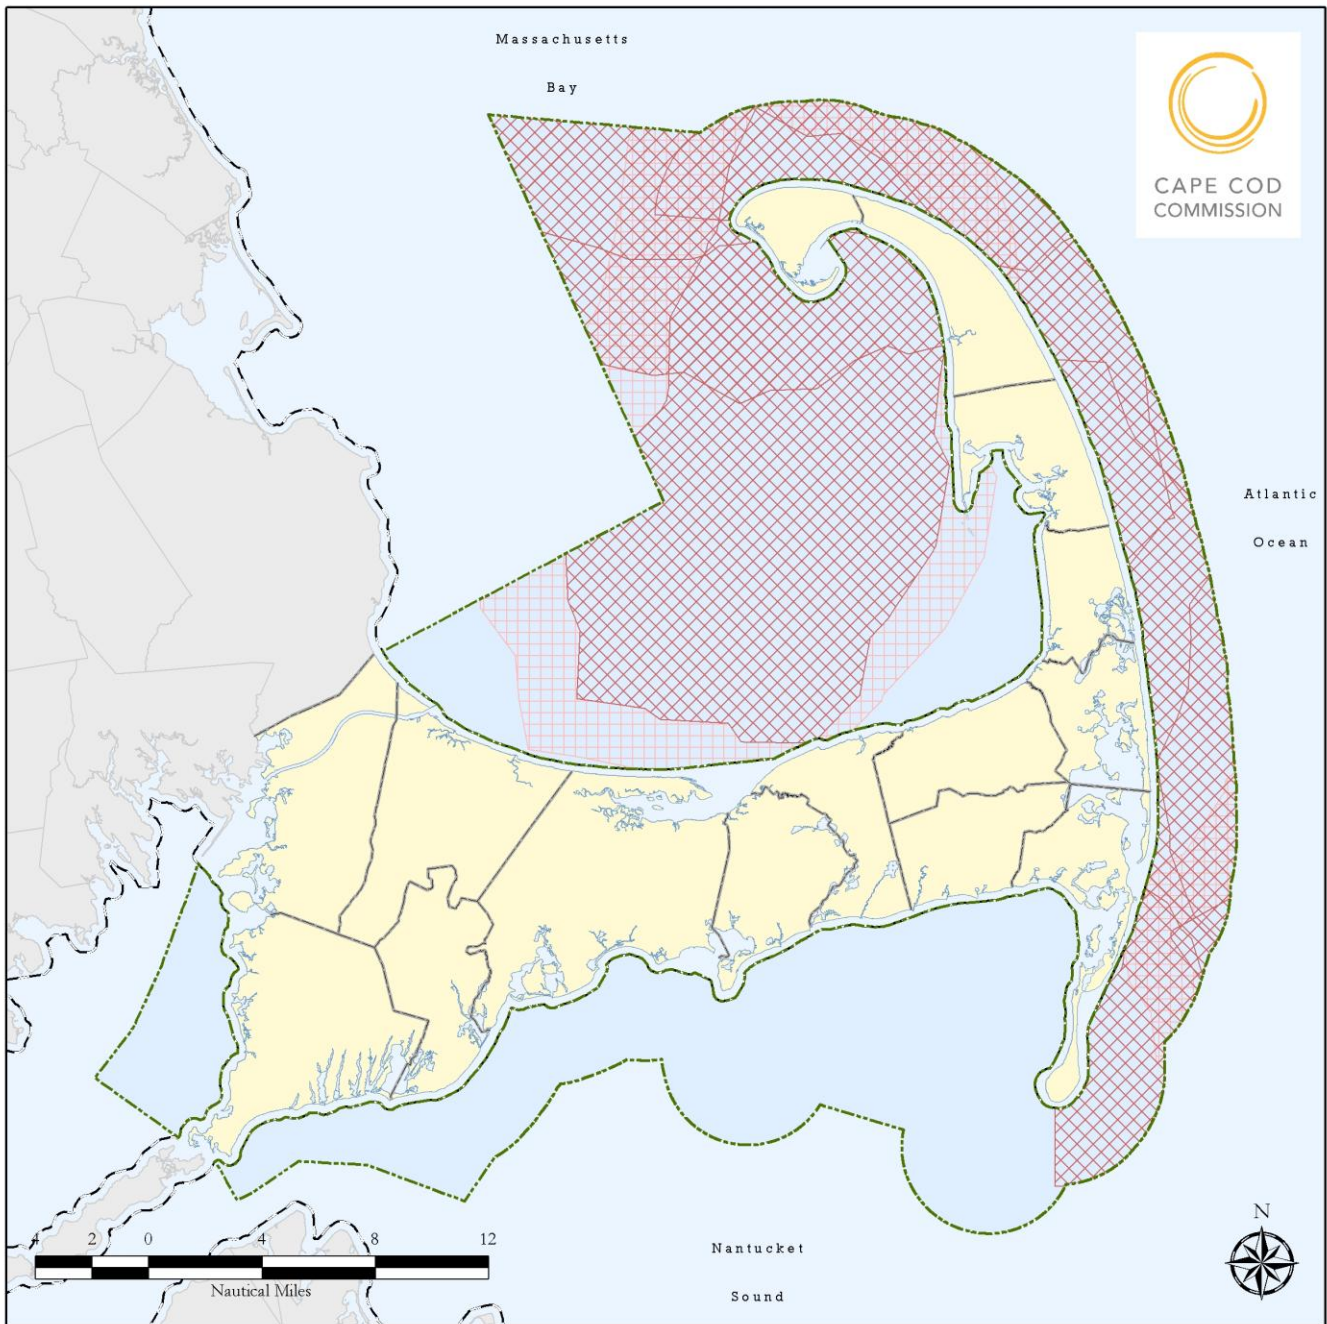 Massachusetts
Bay
CAPE COD
COMMISSION
Atlantic
Ocean
N
4 2 0 4 8 12
Nautical Miles
Nantucket
Sound